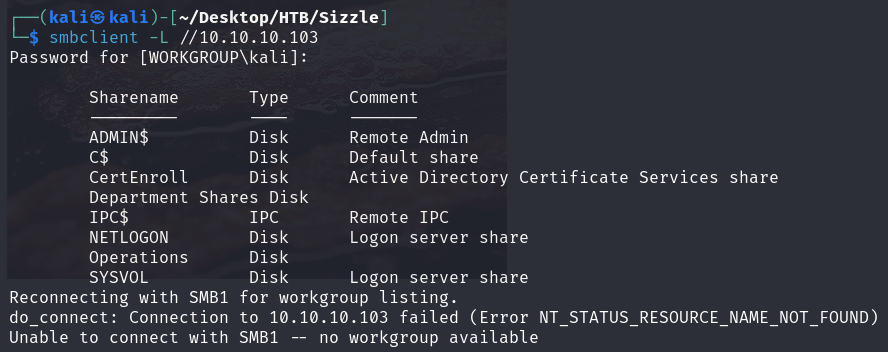 ┌──(kali㉿kali)-[~/Desktop/HTB/Sizzle]
└─$ smbclient -L //10.10.10.103
Password for [WORKGROUP\kali]:
Sharename Type Comment
--------- ---- -------
ADMIN$ Disk Remote Admin
C$ Disk Default share
CertEnroll Disk Active Directory Certificate Services share
Department Shares Disk
IPC$ IPC Remote IPC
NETLOGON Disk Logon server share
Operations Disk
SYSVOL Disk Logon server share
Reconnecting with SMB1 for workgroup listing.
do_connect: Connection to 10.10.10.103 failed (Error NT_STATUS_RESOURCE_NAME_NOT_FOUND)
Unable to connect with SMB1 -- no workgroup available